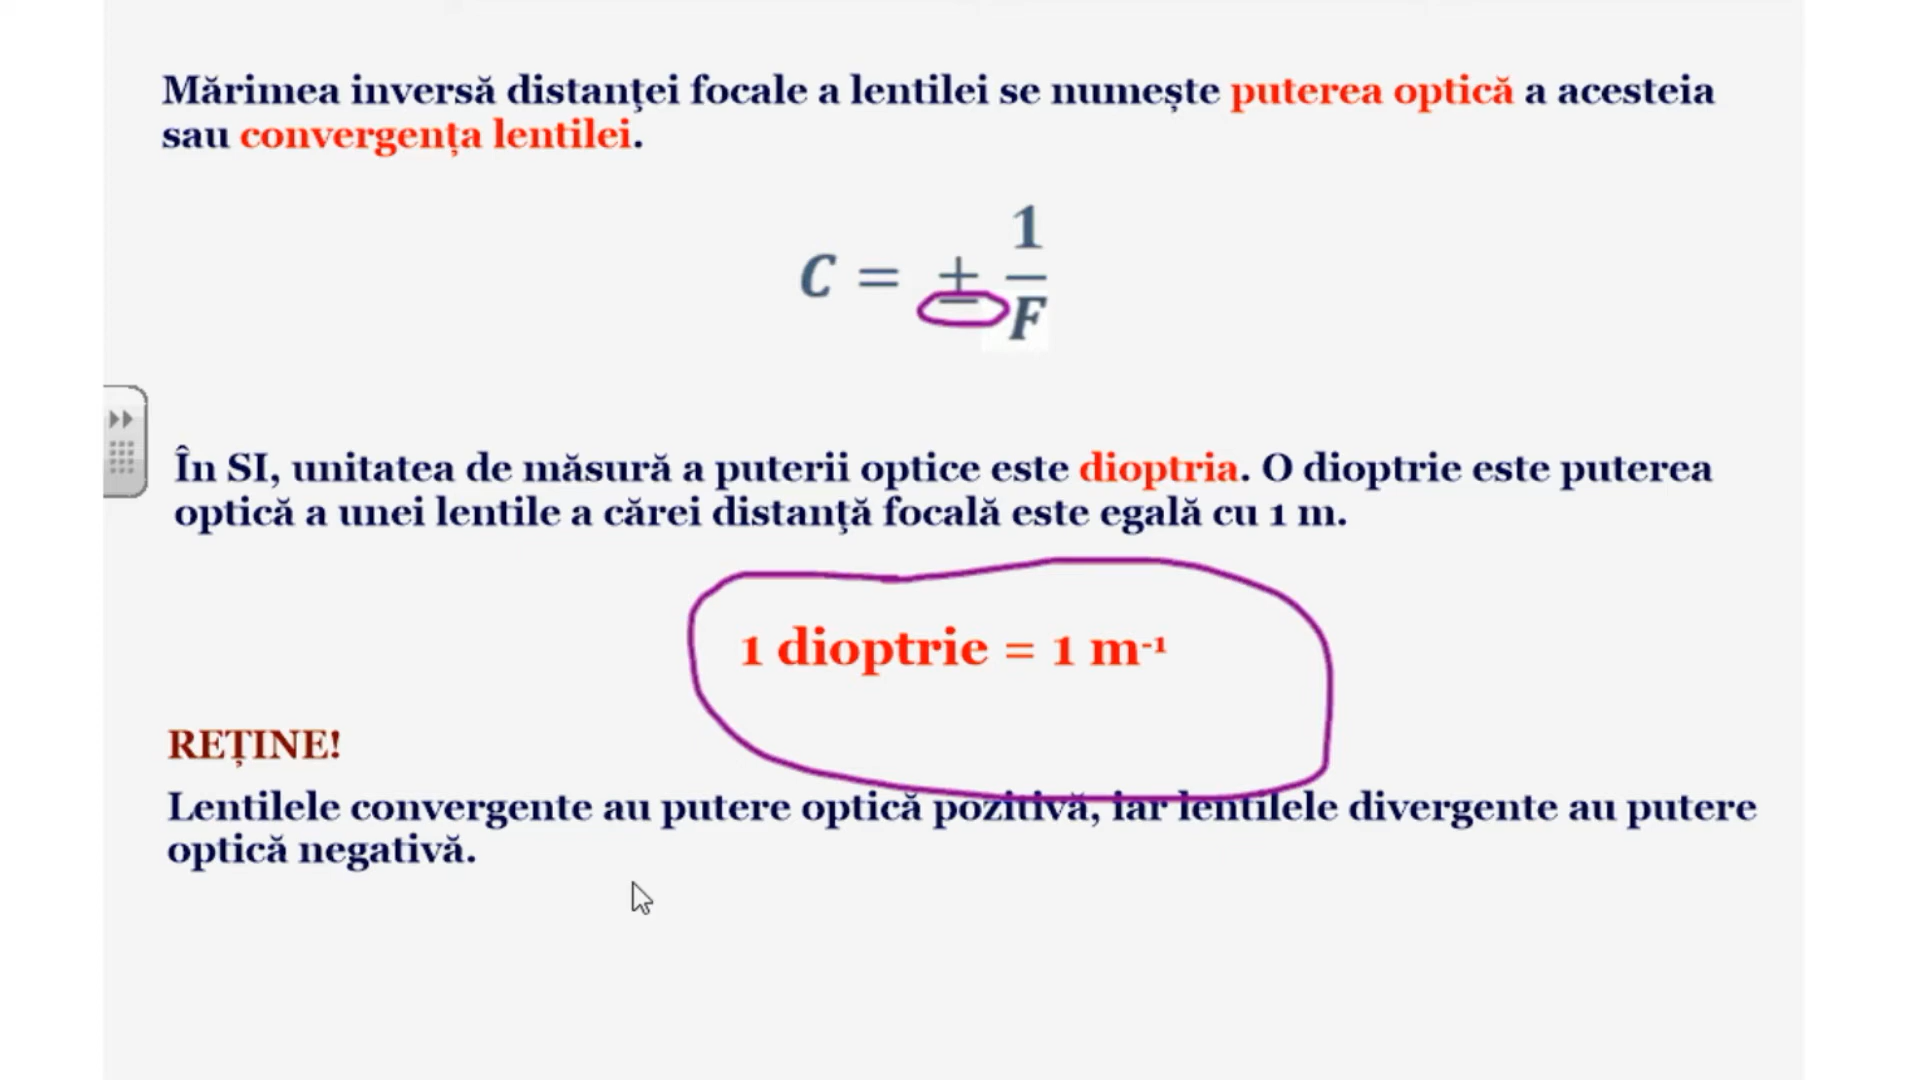 Mărimea inversă distanţei focale a lentilei se numește puterea optică a acesteia
sau convergența lentilei.
C = ± 1/F
În SI, unitatea de măsură a puterii optice este dioptria. O dioptrie este puterea
optică a unei lentile a cărei distanţă focală este egală cu 1 m.
1 dioptrie = 1 m⁻¹
REȚINE!
Lentilele convergente au putere optică pozitivă, iar lentilele divergente au putere
optică negativă.